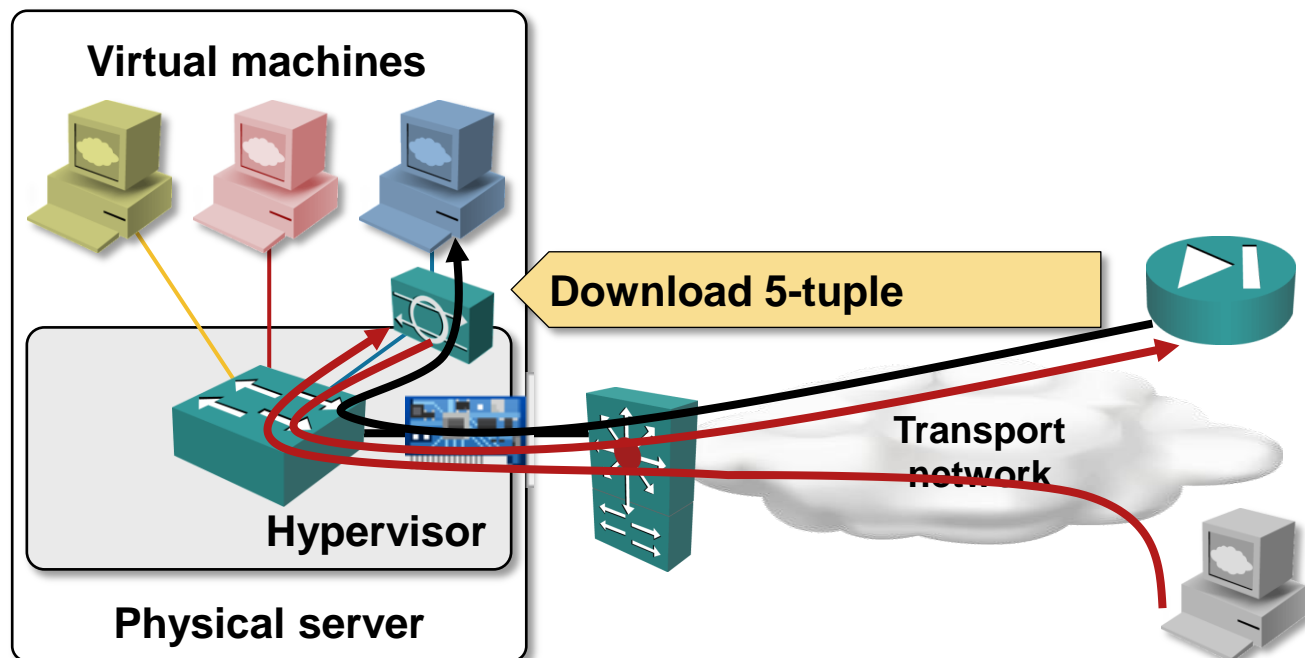 Virtual machines
Download 5-tuple
Transport
network
Hypervisor
Physical server